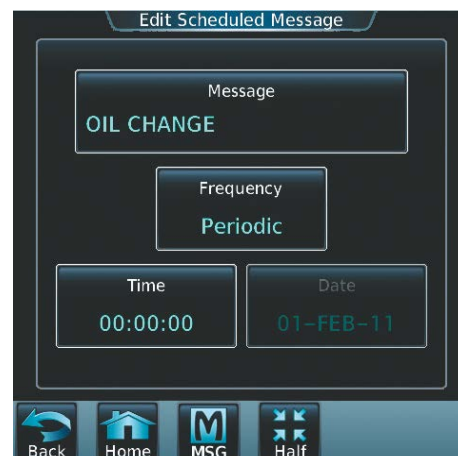 Edit Scheduled Message
Message
OIL CHANGE
Frequency
Periodic
Time
Date
00:00:00
01-FEB-11
Back
Home
MSG
Half